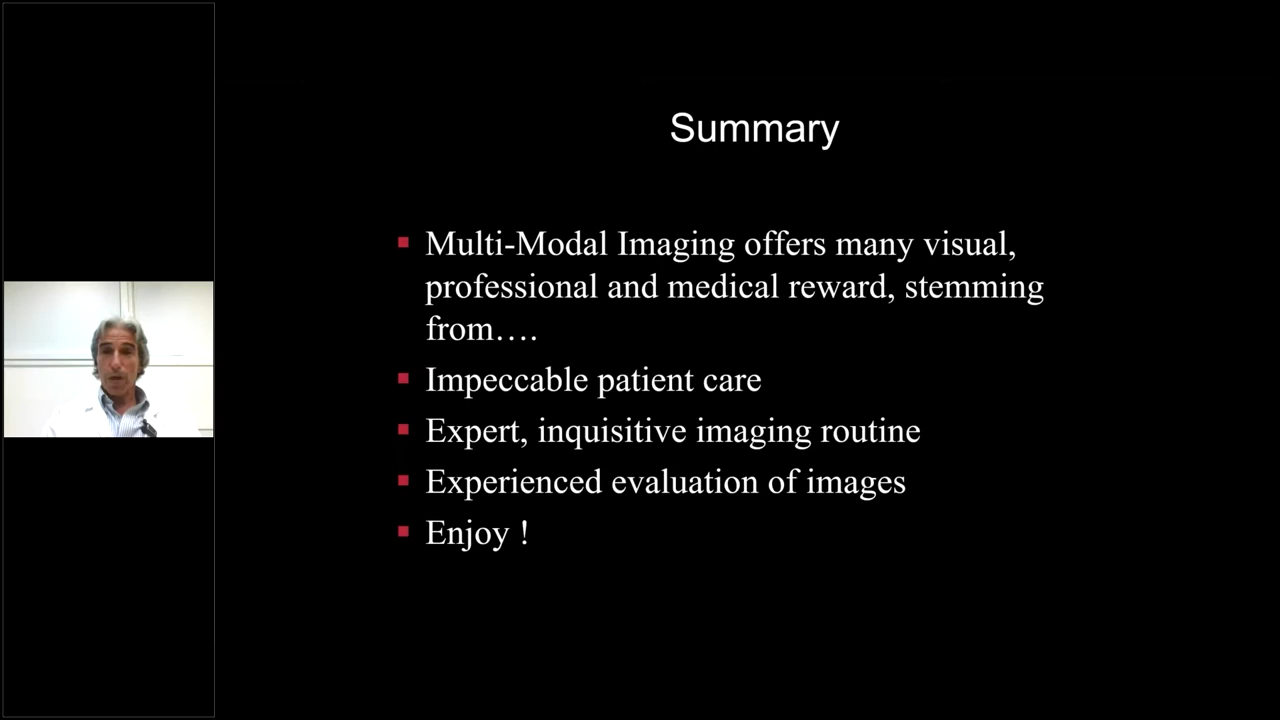 Summary
Multi-Modal Imaging offers many visual,
professional and medical reward, stemming
from….
Impeccable patient care
Expert, inquisitive imaging routine
Experienced evaluation of images
Enjoy !